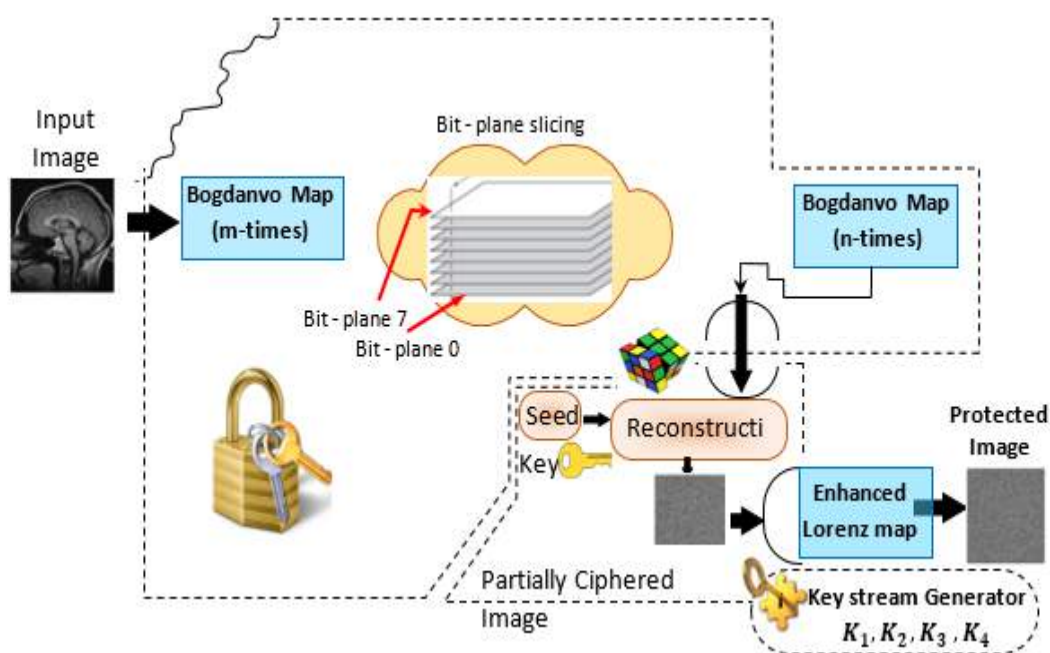 Input
Image
Bit - plane slicing
Bogdanvo Map
(m-times)
Bogdanvo Map
(n-times)
Bit - plane 7
Bit - plane 0
Seed
Key
Reconstructi
Protected
Image
Enhanced
Lorenz map
Partially Ciphered
Image
Key stream Generator
K₁, K₂, K₃ , K₄